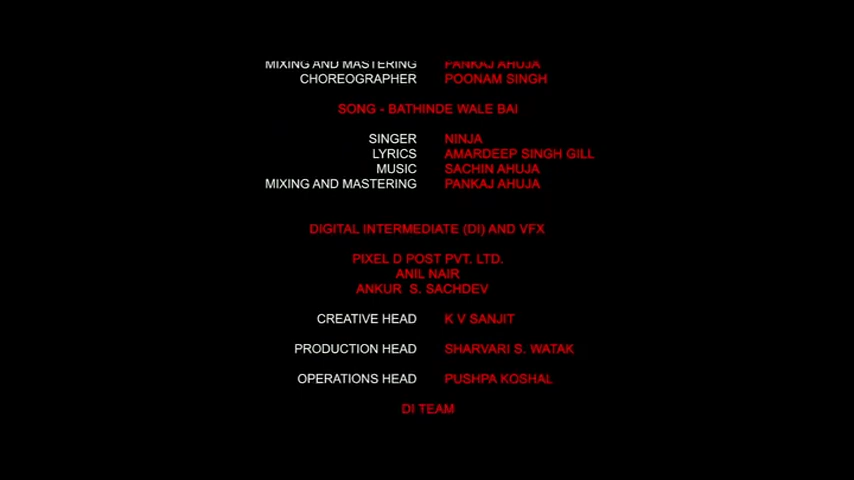 MIXING AND MASTERING PANKAJ AHUJA
CHOREOGRAPHER POONAM SINGH
SONG - BATHINDE WALE BAI
SINGER NINJA
LYRICS AMARDEEP SINGH GILL
MUSIC SACHIN AHUJA
MIXING AND MASTERING PANKAJ AHUJA
DIGITAL INTERMEDIATE (DI) AND VFX
PIXEL D POST PVT. LTD.
ANIL NAIR
ANKUR S. SACHDEV
CREATIVE HEAD K V SANJIT
PRODUCTION HEAD SHARVARI S. WATAK
OPERATIONS HEAD PUSHPA KOSHAL
DI TEAM